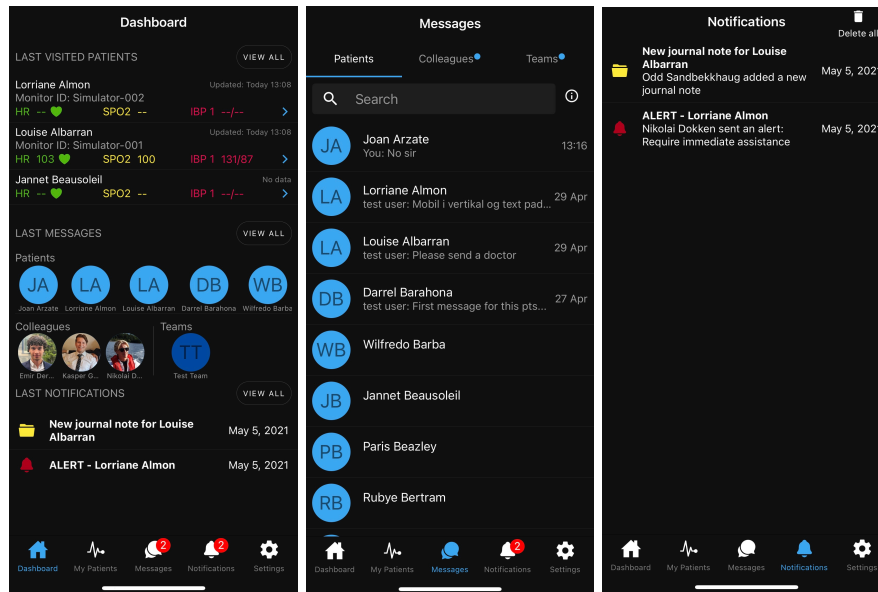 Dashboard
LAST VISITED PATIENTS VIEW ALL
Lorriane Almon Updated: Today 13:08
Monitor ID: Simulator-002
HR -- SPO2 -- IBP 1 --/--
Louise Albarran Updated: Today 13:08
Monitor ID: Simulator-001
HR 103 SPO2 100 IBP 1 131/87
Jannet Beausoleil No data
HR -- SPO2 -- IBP 1 --/--
LAST MESSAGES VIEW ALL
Patients
JA LA LA DB WB
Joan Arzate Lorriane Almon Louise Albarran Darrel Barahona Wilfredo Barba
Colleagues Teams
TT
Emir Der... Kasper G... Nikolai D... Test Team
LAST NOTIFICATIONS VIEW ALL
New journal note for Louise
Albarran May 5, 2021
ALERT - Lorriane Almon May 5, 2021
2 2
Dashboard My Patients Messages Notifications Settings
Messages
Patients Colleagues Teams
Search
JA Joan Arzate
You: No sir 13:16
LA Lorriane Almon
test user: Mobil i vertikal og text pad... 29 Apr
LA Louise Albarran
test user: Please send a doctor 29 Apr
DB Darrel Barahona
test user: First message for this pts... 27 Apr
WB Wilfredo Barba
JB Jannet Beausoleil
PB Paris Beazley
RB Rubye Bertram
2
Dashboard My Patients Messages Notifications Settings
Notifications
Delete all
New journal note for Louise
Albarran
Odd Sandbekkhaug added a new
journal note
May 5, 2021
ALERT - Lorriane Almon
Nikolai Dokken sent an alert:
Require immediate assistance
May 5, 2021
Dashboard My Patients Messages Notifications Settings